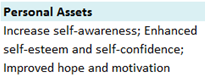 Personal Assets
Increase self-awareness; Enhanced
self-esteem and self-confidence;
Improved hope and motivation